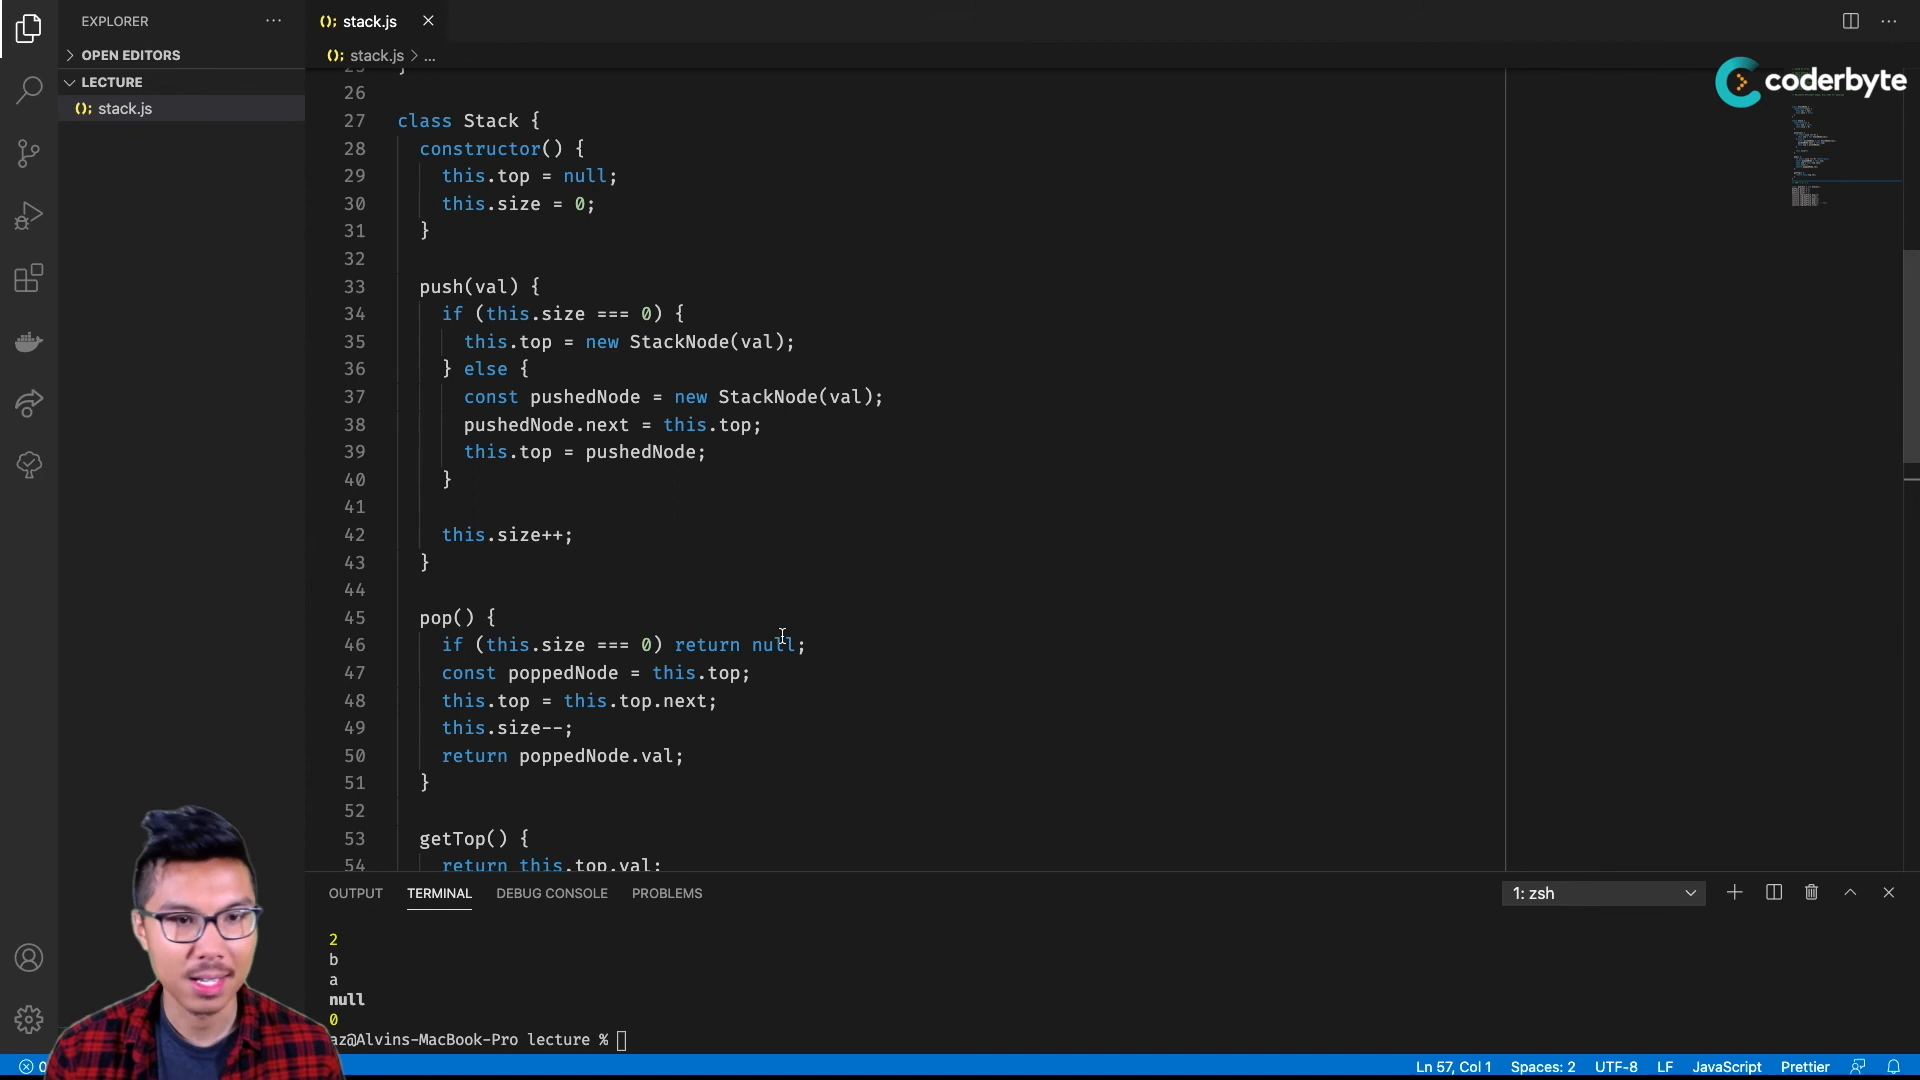 EXPLORER
OPEN EDITORS
LECTURE
(); stack.js
(); stack.js
(); stack.js > ...
coderbyte
25 }
26
27 class Stack {
28 constructor() {
29 this.top = null;
30 this.size = 0;
31 }
32
33 push(val) {
34 if (this.size === 0) {
35 this.top = new StackNode(val);
36 } else {
37 const pushedNode = new StackNode(val);
38 pushedNode.next = this.top;
39 this.top = pushedNode;
40 }
41
42 this.size++;
43 }
44
45 pop() {
46 if (this.size === 0) return null;
47 const poppedNode = this.top;
48 this.top = this.top.next;
49 this.size--;
50 return poppedNode.val;
51 }
52
53 getTop() {
54 return this.top.val;
OUTPUT TERMINAL DEBUG CONSOLE PROBLEMS 1: zsh
2
b
a
null
0
az@Alvins-MacBook-Pro lecture %
0 Ln 57, Col 1 Spaces: 2 UTF-8 LF JavaScript Prettier